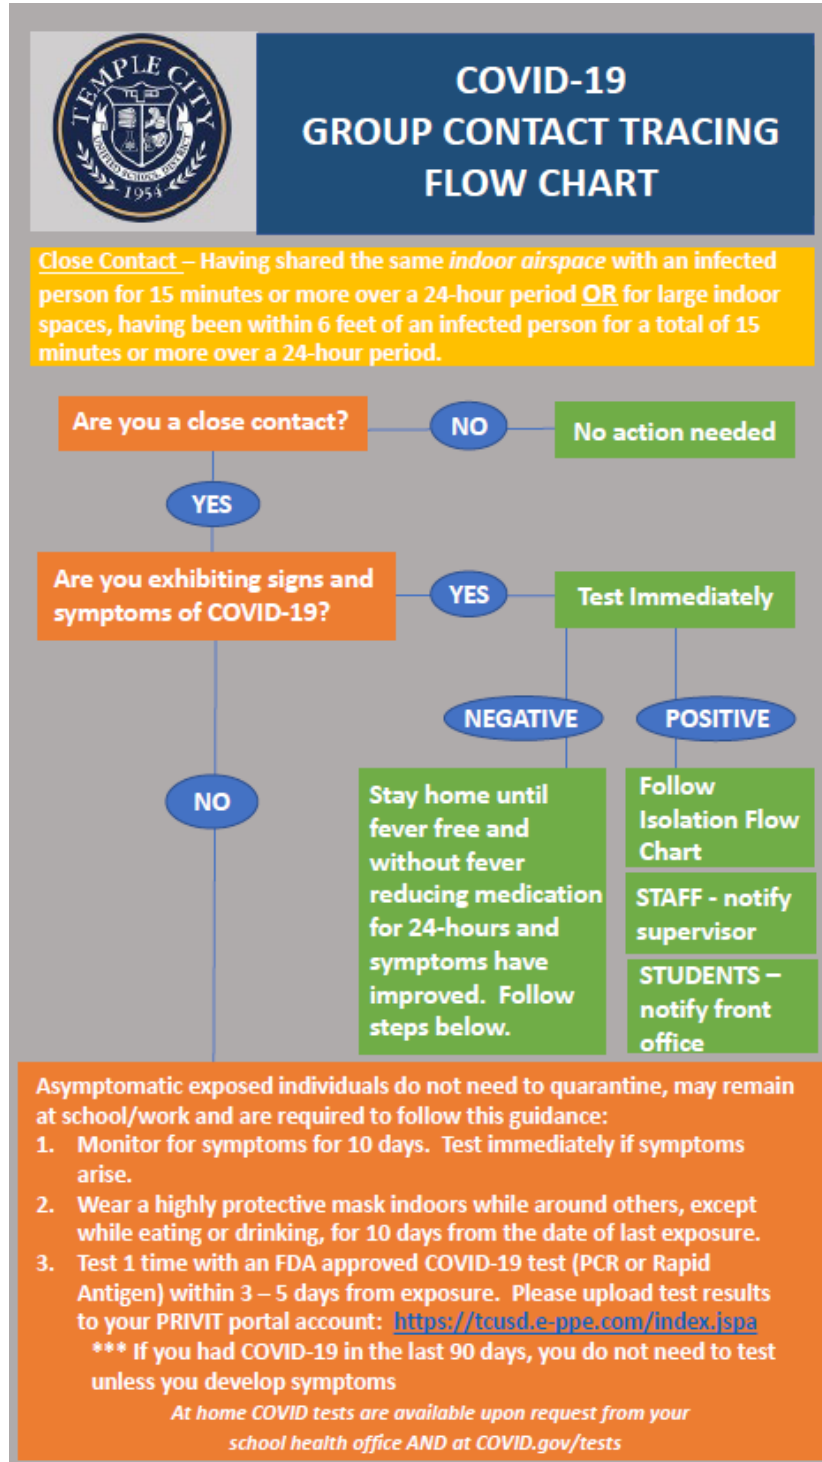 TEMPLE CITY
UNIFIED SCHOOL DISTRICT
1954
COVID-19
GROUP CONTACT TRACING
FLOW CHART
Close Contact – Having shared the same indoor airspace with an infected
person for 15 minutes or more over a 24-hour period OR for large indoor
spaces, having been within 6 feet of an infected person for a total of 15
minutes or more over a 24-hour period.
Are you a close contact?
NO
No action needed
YES
Are you exhibiting signs and
symptoms of COVID-19?
YES
Test Immediately
NEGATIVE
POSITIVE
NO
Stay home until
fever free and
without fever
reducing medication
for 24-hours and
symptoms have
improved. Follow
steps below.
Follow
Isolation Flow
Chart
STAFF - notify
supervisor
STUDENTS –
notify front
office
Asymptomatic exposed individuals do not need to quarantine, may remain
at school/work and are required to follow this guidance:
1. Monitor for symptoms for 10 days. Test immediately if symptoms
arise.
2. Wear a highly protective mask indoors while around others, except
while eating or drinking, for 10 days from the date of last exposure.
3. Test 1 time with an FDA approved COVID-19 test (PCR or Rapid
Antigen) within 3 – 5 days from exposure. Please upload test results
to your PRIVIT portal account: https://tcusd.e-ppe.com/index.jspa
*** If you had COVID-19 in the last 90 days, you do not need to test
unless you develop symptoms
At home COVID tests are available upon request from your
school health office AND at COVID.gov/tests